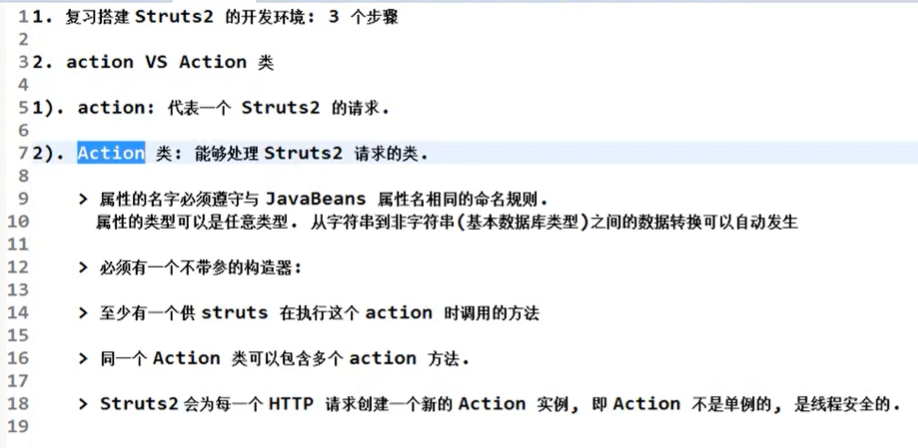 1 1. 复习搭建 Struts2 的开发环境: 3 个步骤
2
3 2. action VS Action 类
4
5 1). action: 代表一个 Struts2 的请求.
6
7 2). Action 类: 能够处理 Struts2 请求的类.
8
9 > 属性的名字必须遵守与 JavaBeans 属性名相同的命名规则.
10 属性的类型可以是任意类型. 从字符串到非字符串(基本数据库类型)之间的数据转换可以自动发生
11
12 > 必须有一个不带参的构造器:
13
14 > 至少有一个供 struts 在执行这个 action 时调用的方法
15
16 > 同一个 Action 类可以包含多个 action 方法.
17
18 > Struts2 会为每一个 HTTP 请求创建一个新的 Action 实例, 即 Action 不是单例的, 是线程安全的.
19